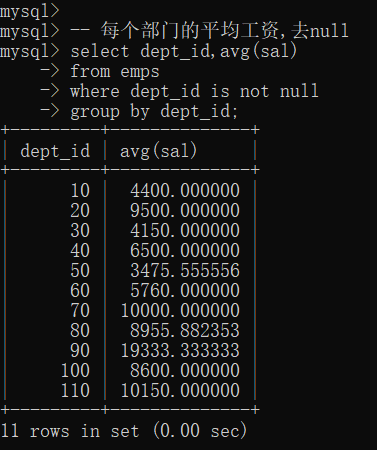 mysql>
mysql> -- 每个部门的平均工资,去null
mysql> select dept_id,avg(sal)
    -> from emps
    -> where dept_id is not null
    -> group by dept_id;
+---------+--------------+
| dept_id | avg(sal)     |
+---------+--------------+
|      10 |  4400.000000 |
|      20 |  9500.000000 |
|      30 |  4150.000000 |
|      40 |  6500.000000 |
|      50 |  3475.555556 |
|      60 |  5760.000000 |
|      70 | 10000.000000 |
|      80 |  8955.882353 |
|      90 | 19333.333333 |
|     100 |  8600.000000 |
|     110 | 10150.000000 |
+---------+--------------+
11 rows in set (0.00 sec)